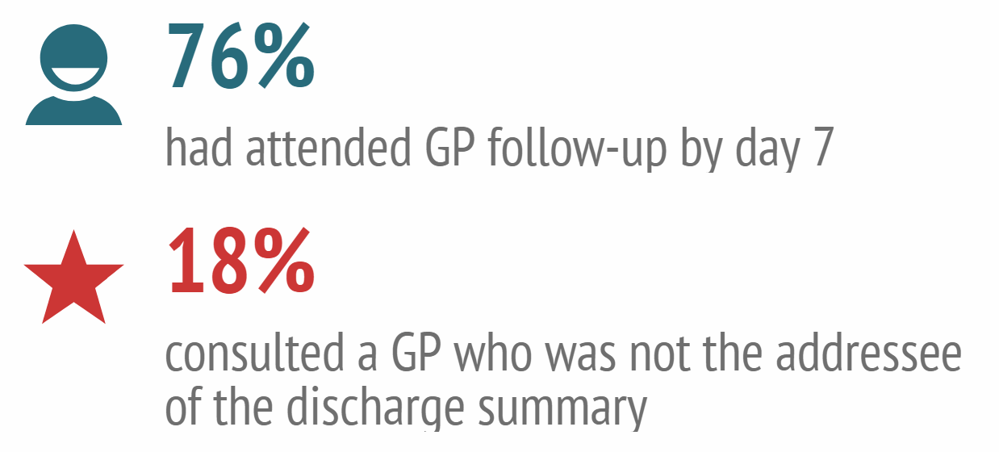 76%
had attended GP follow-up by day 7
18%
consulted a GP who was not the addressee
of the discharge summary